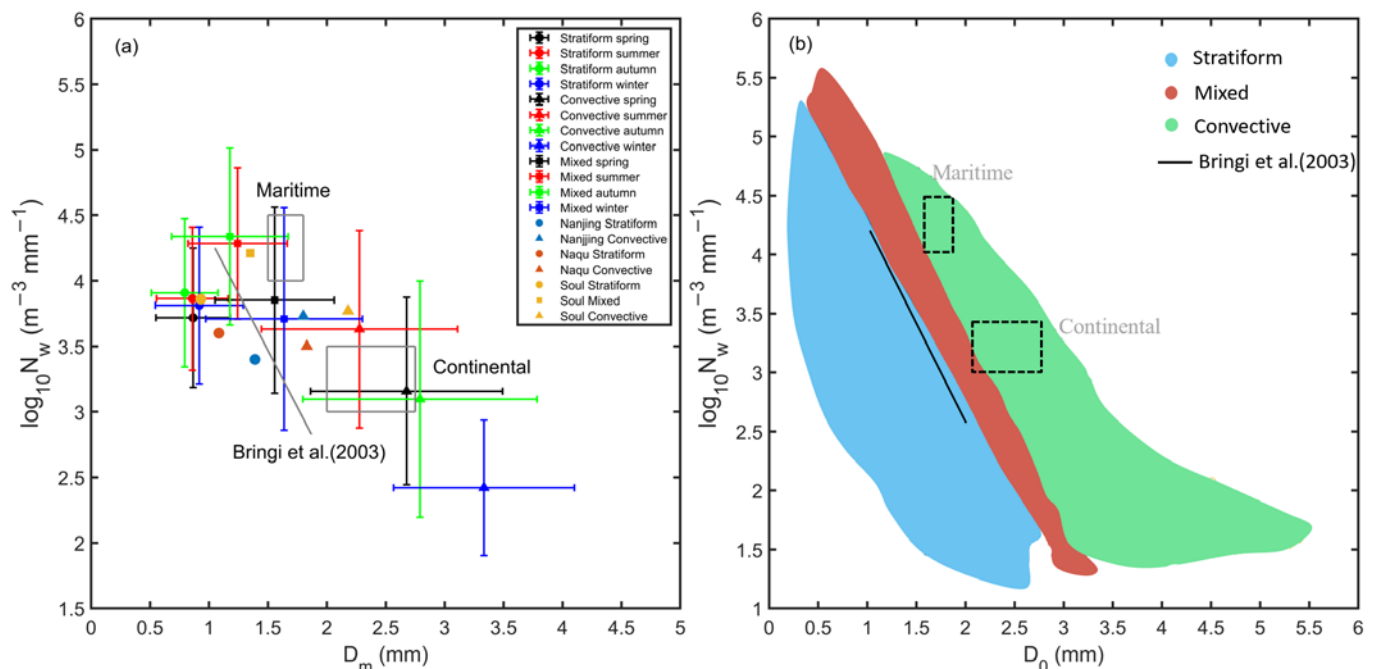 (a)
6
5.5
5
4.5
4
3.5
3
2.5
2
1.5
log10Nw (m−3 mm−1)
0 0.5 1 1.5 2 2.5 3 3.5 4 4.5 5
Dm (mm)
Stratiform spring
Stratiform summer
Stratiform autumn
Stratiform winter
Convective spring
Convective summer
Convective autumn
Convective winter
Mixed spring
Mixed summer
Mixed autumn
Mixed winter
Nanjing Stratiform
Nanjjing Convective
Naqu Stratiform
Naqu Convective
Soul Stratiform
Soul Mixed
Soul Convective
Maritime
Continental
Bringi et al.(2003)
(b)
6
5.5
5
4.5
4
3.5
3
2.5
2
1.5
1
log10Nw (m−3 mm−1)
0 0.5 1 1.5 2 2.5 3 3.5 4 4.5 5 5.5 6
D0 (mm)
Stratiform
Mixed
Convective
Bringi et al.(2003)
Maritime
Continental